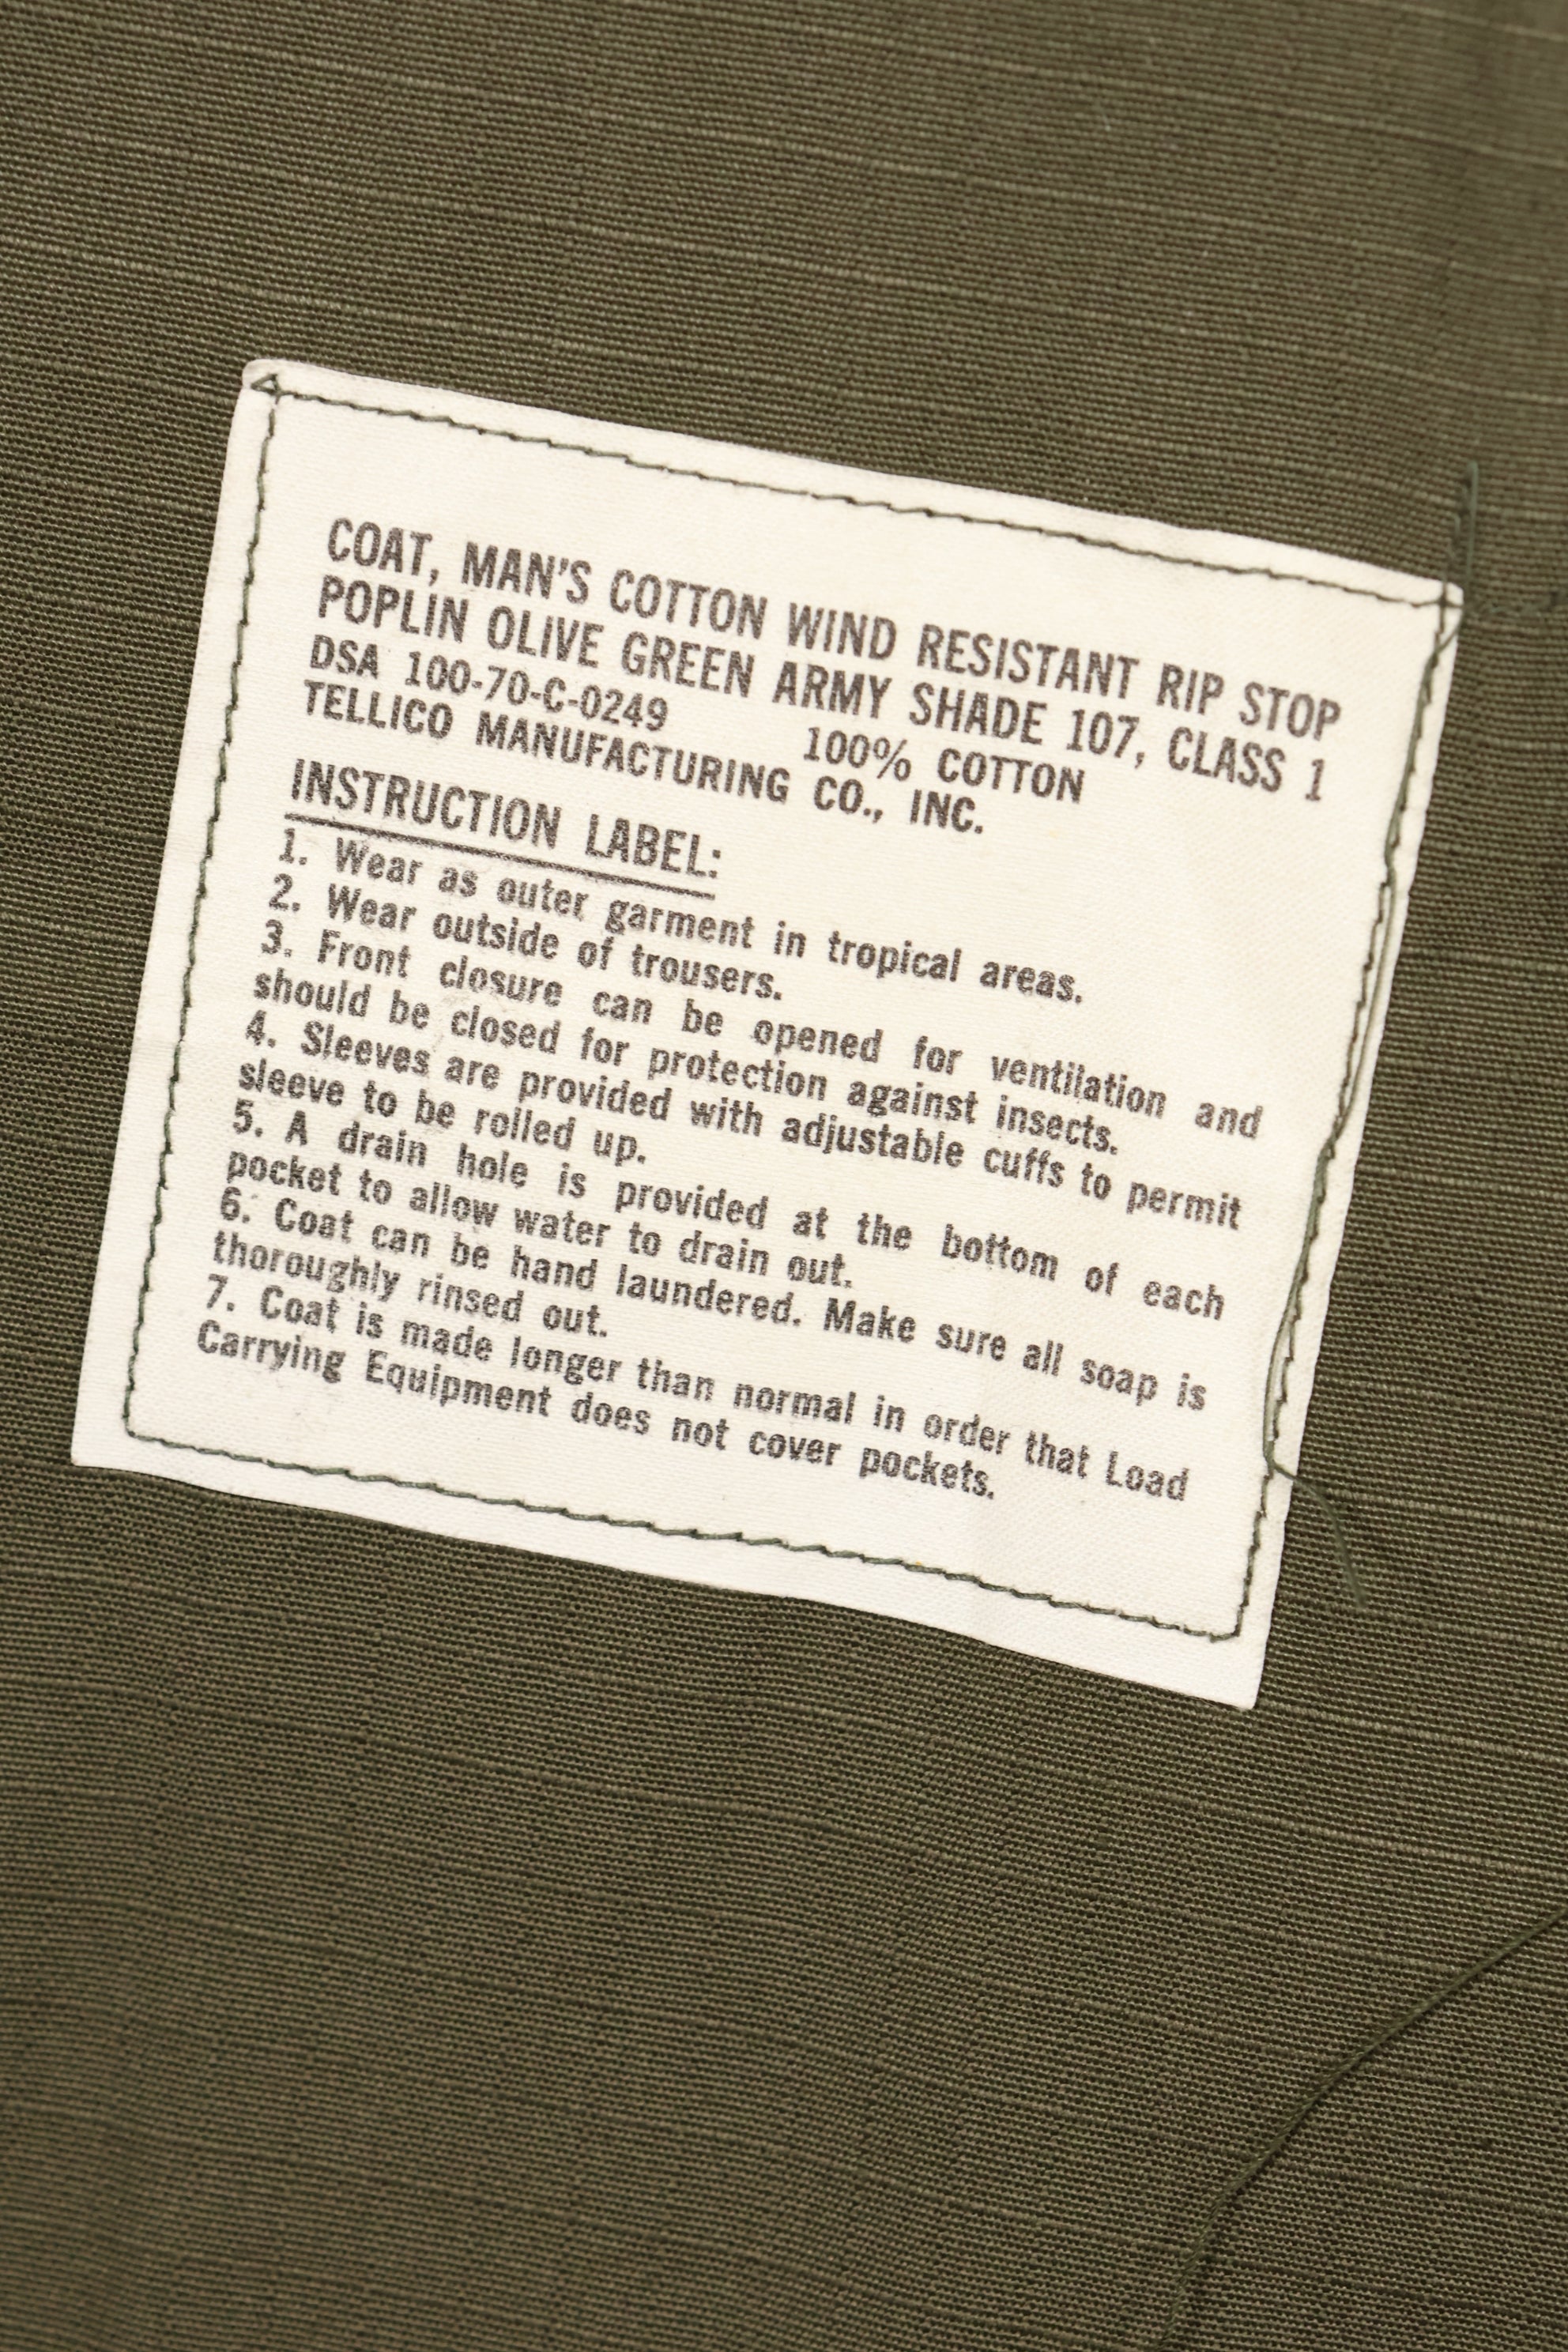 COAT, MAN'S COTTON WIND RESISTANT RIP STOP
POPLIN OLIVE GREEN ARMY SHADE 107, CLASS 1
DSA 100-70-C-0249 100% COTTON
TELLICO MANUFACTURING CO., INC.
INSTRUCTION LABEL:
1. Wear as outer garment in tropical areas.
2. Wear outside of trousers.
3. Front closure can be opened for ventilation and
should be closed for protection against insects.
4. Sleeves are provided with adjustable cuffs to permit
sleeve to be rolled up.
5. A drain hole is provided at the bottom of each
pocket to allow water to drain out.
6. Coat can be hand laundered. Make sure all soap is
thoroughly rinsed out.
7. Coat is made longer than normal in order that Load
Carrying Equipment does not cover pockets.